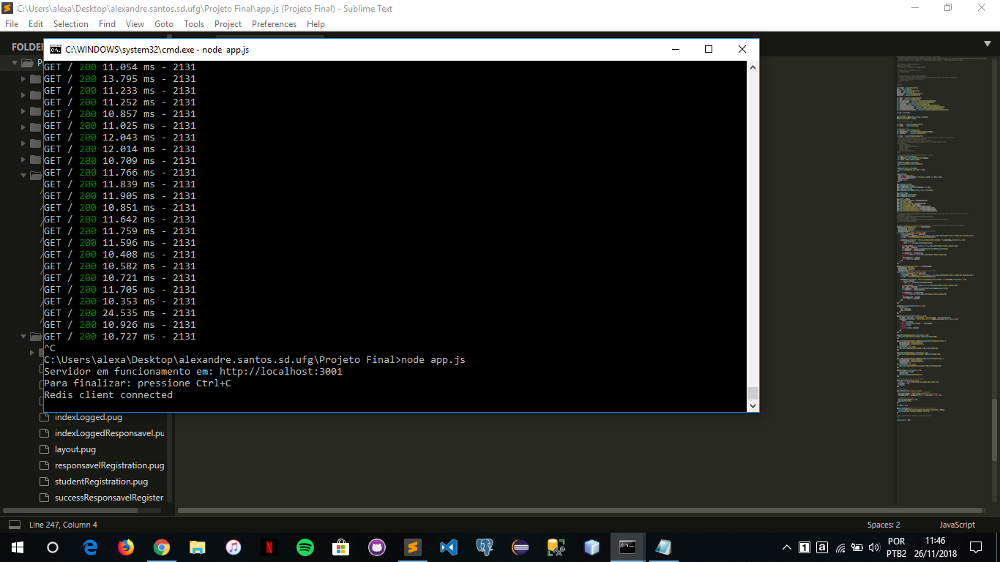 C:\Users\alexa\Desktop\alexandre.santos.sd.ufg\Projeto Final\app.js (Projeto Final) - Sublime Text
File Edit Selection Find View Goto Tools Project Preferences Help
C:\WINDOWS\system32\cmd.exe - node app.js
GET / 200 11.054 ms - 2131
GET / 200 13.795 ms - 2131
GET / 200 11.233 ms - 2131
GET / 200 11.252 ms - 2131
GET / 200 10.857 ms - 2131
GET / 200 11.025 ms - 2131
GET / 200 12.043 ms - 2131
GET / 200 12.014 ms - 2131
GET / 200 10.709 ms - 2131
GET / 200 11.766 ms - 2131
GET / 200 11.839 ms - 2131
GET / 200 11.905 ms - 2131
GET / 200 10.851 ms - 2131
GET / 200 11.642 ms - 2131
GET / 200 11.759 ms - 2131
GET / 200 11.596 ms - 2131
GET / 200 10.408 ms - 2131
GET / 200 10.582 ms - 2131
GET / 200 10.721 ms - 2131
GET / 200 11.705 ms - 2131
GET / 200 10.353 ms - 2131
GET / 200 24.535 ms - 2131
GET / 200 10.926 ms - 2131
GET / 200 10.727 ms - 2131
^C
C:\Users\alexa\Desktop\alexandre.santos.sd.ufg\Projeto Final>node app.js
Servidor em funcionamento em: http://localhost:3001
Para finalizar: pressione Ctrl+C
Redis client connected
FOLDE
P
indexLogged.pug
indexLoggedResponsavel.pu
layout.pug
responsavelRegistration.pug
studentRegistration.pug
successResponsavelRegister
Line 247, Column 4
Spaces: 2
JavaScript
POR
PTB2
11:46
26/11/2018